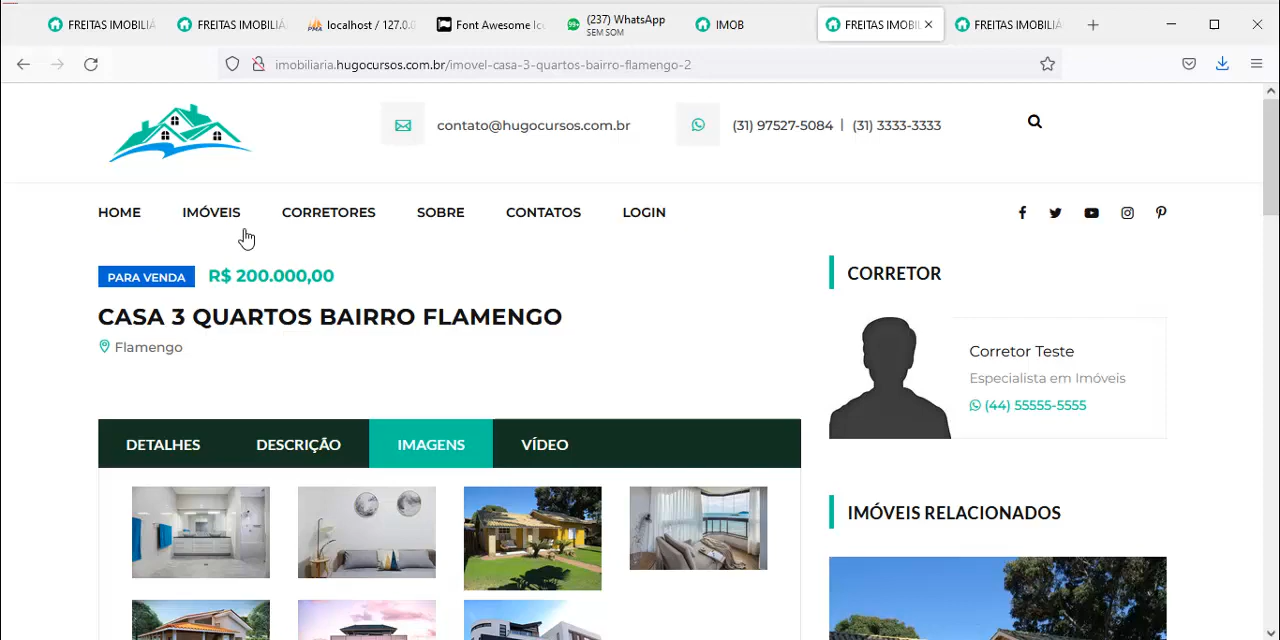 FREITAS IMOBILIÁ
FREITAS IMOBILIÁ
localhost / 127.0.0
Font Awesome Ic
(237) WhatsApp
SEM SOM
IMOB
FREITAS IMOBIL
FREITAS IMOBILIÁ
imobiliaria.hugocursos.com.br/imovel-casa-3-quartos-bairro-flamengo-2
contato@hugocursos.com.br
(31) 97527-5084 | (31) 3333-3333
HOME IMÓVEIS CORRETORES SOBRE CONTATOS LOGIN
PARA VENDA R$ 200.000,00
CASA 3 QUARTOS BAIRRO FLAMENGO
Flamengo
DETALHES DESCRIÇÃO IMAGENS VÍDEO
CORRETOR
Corretor Teste
Especialista em Imóveis
(44) 55555-5555
IMÓVEIS RELACIONADOS